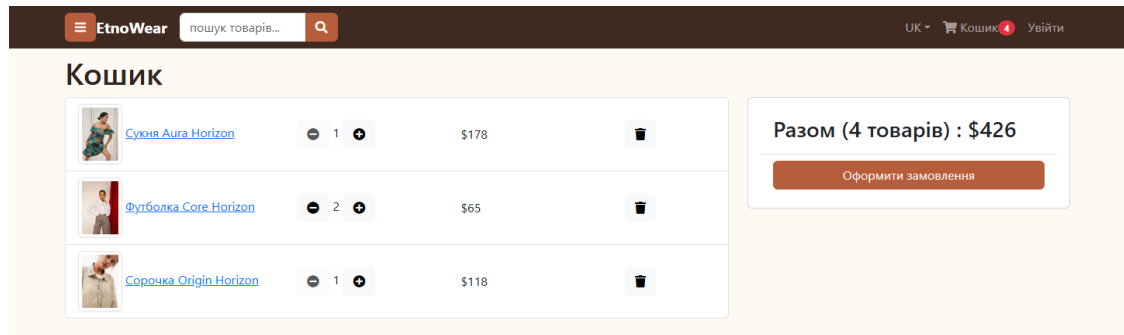 EtnoWear пошук товарів... UK Кошик 4 Увійти
Кошик
Сукня Aura Horizon 1 $178
Футболка Core Horizon 2 $65
Сорочка Origin Horizon 1 $118
Разом (4 товарів) : $426
Оформити замовлення